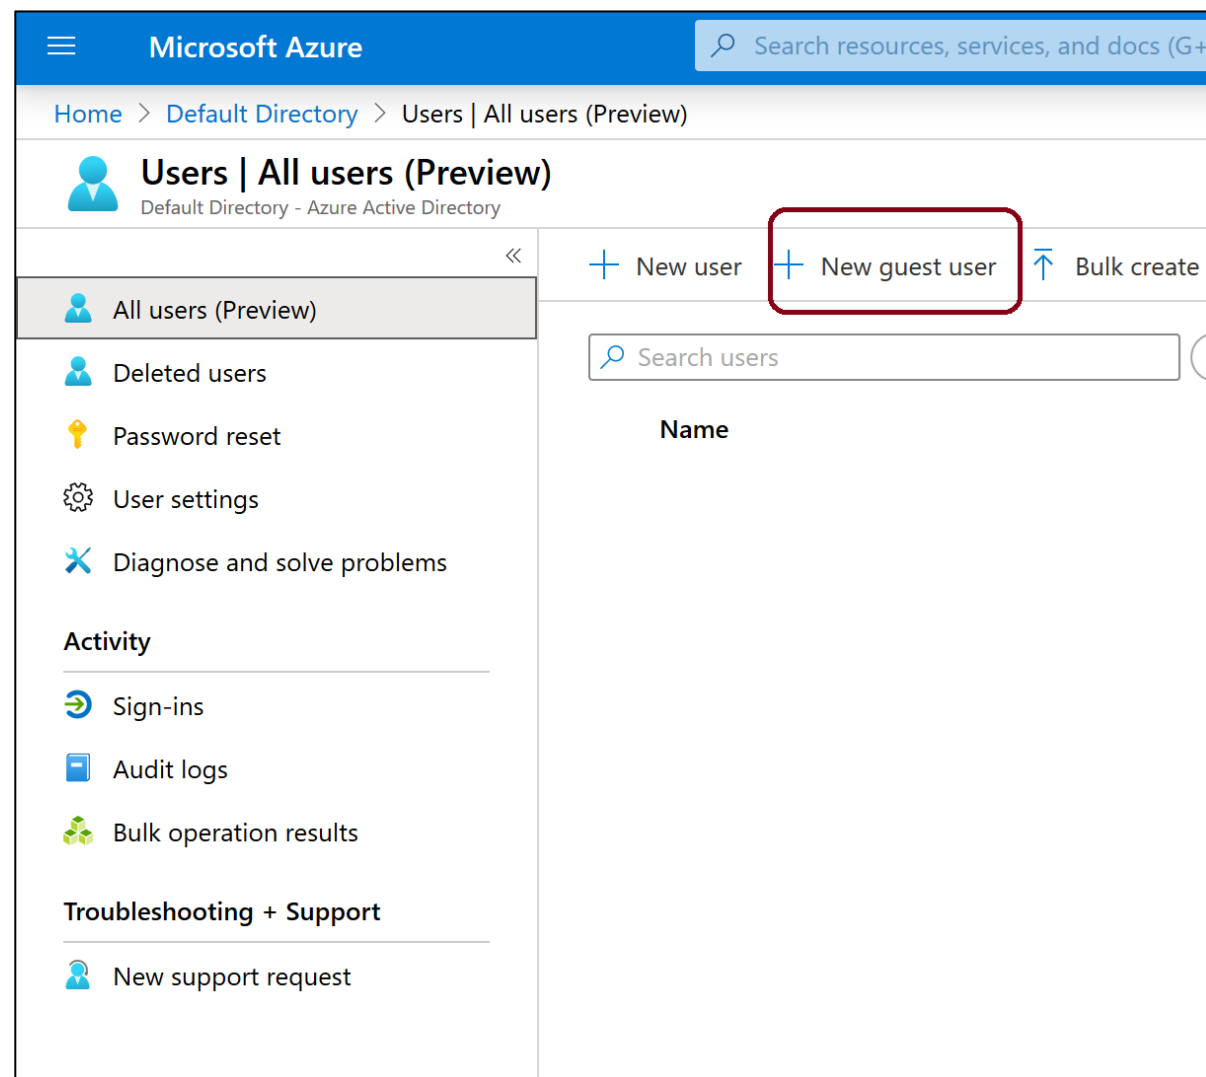 Microsoft Azure
Search resources, services, and docs (G+
Home > Default Directory > Users | All users (Preview)
Users | All users (Preview)
Default Directory - Azure Active Directory
«
+ New user + New guest user Bulk create
All users (Preview)
Search users
Deleted users
Name
Password reset
User settings
Diagnose and solve problems
Activity
Sign-ins
Audit logs
Bulk operation results
Troubleshooting + Support
New support request